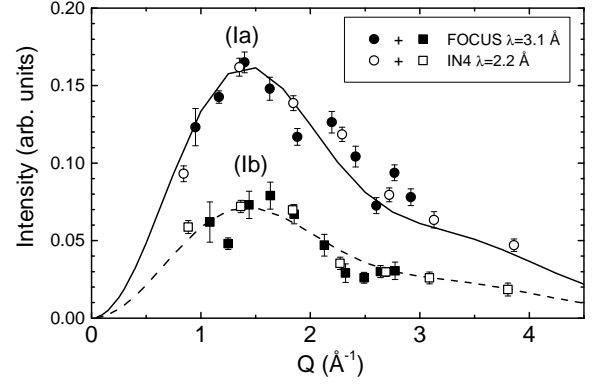 (Ia)
(Ib)
+ FOCUS λ=3.1 Å
+ IN4 λ=2.2 Å
Intensity (arb. units)
0.20
0.15
0.10
0.05
0.00
0 1 2 3 4
Q (Å⁻¹)